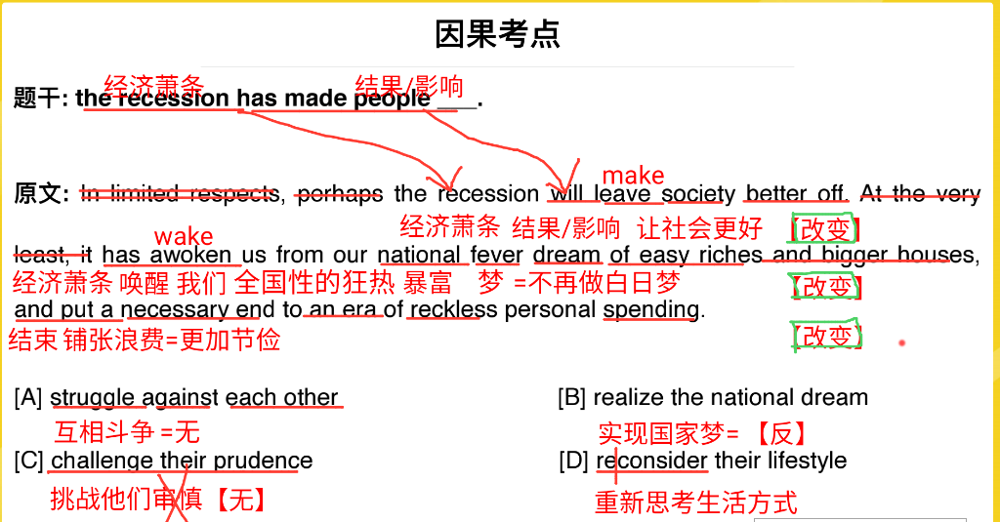 因果考点
经济萧条 结果/影响
题干: the recession has made people ___.
make
原文: In limited respects, perhaps the recession will leave society better off. At the very
经济萧条 结果/影响 让社会更好 【改变】
wake
least, it has awoken us from our national fever dream of easy riches and bigger houses,
经济萧条 唤醒 我们 全国性的狂热 暴富 梦 =不再做白日梦 【改变】
and put a necessary end to an era of reckless personal spending.
结束 铺张浪费=更加节俭 【改变】
[A] struggle against each other [B] realize the national dream
互相斗争 =无 实现国家梦= 【反】
[C] challenge their prudence [D] reconsider their lifestyle
挑战他们审慎【无】 重新思考生活方式